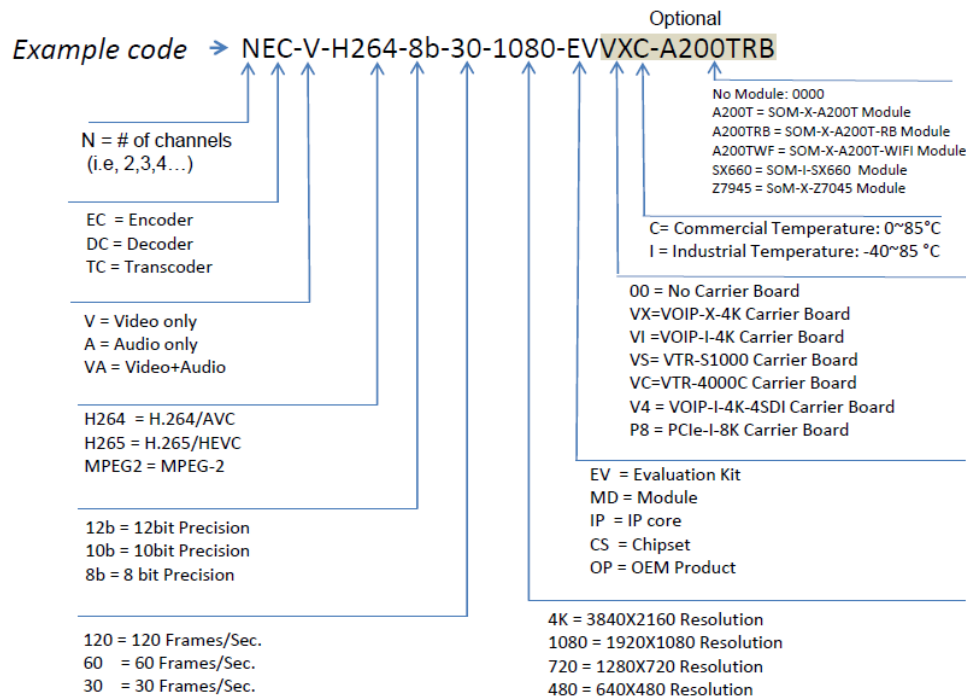 Optional
Example code → NEC-V-H264-8b-30-1080-EVVXC-A200TRB
N = # of channels
(i.e, 2,3,4…)
EC = Encoder
DC = Decoder
TC = Transcoder
V = Video only
A = Audio only
VA = Video+Audio
H264 = H.264/AVC
H265 = H.265/HEVC
MPEG2 = MPEG-2
12b = 12bit Precision
10b = 10bit Precision
8b = 8 bit Precision
120 = 120 Frames/Sec.
60 = 60 Frames/Sec.
30 = 30 Frames/Sec.
No Module: 0000
A200T = SOM-X-A200T Module
A200TRB = SOM-X-A200T-RB Module
A200TWF = SOM-X-A200T-WIFI Module
SX660 = SOM-I-SX660 Module
Z7945 = SoM-X-Z7045 Module
C= Commercial Temperature: 0~85°C
I = Industrial Temperature: -40~85 °C
00 = No Carrier Board
VX=VOIP-X-4K Carrier Board
VI =VOIP-I-4K Carrier Board
VS= VTR-S1000 Carrier Board
VC=VTR-4000C Carrier Board
V4 = VOIP-I-4K-4SDI Carrier Board
P8 = PCIe-I-8K Carrier Board
EV = Evaluation Kit
MD = Module
IP = IP core
CS = Chipset
OP = OEM Product
4K = 3840X2160 Resolution
1080 = 1920X1080 Resolution
720 = 1280X720 Resolution
480 = 640X480 Resolution